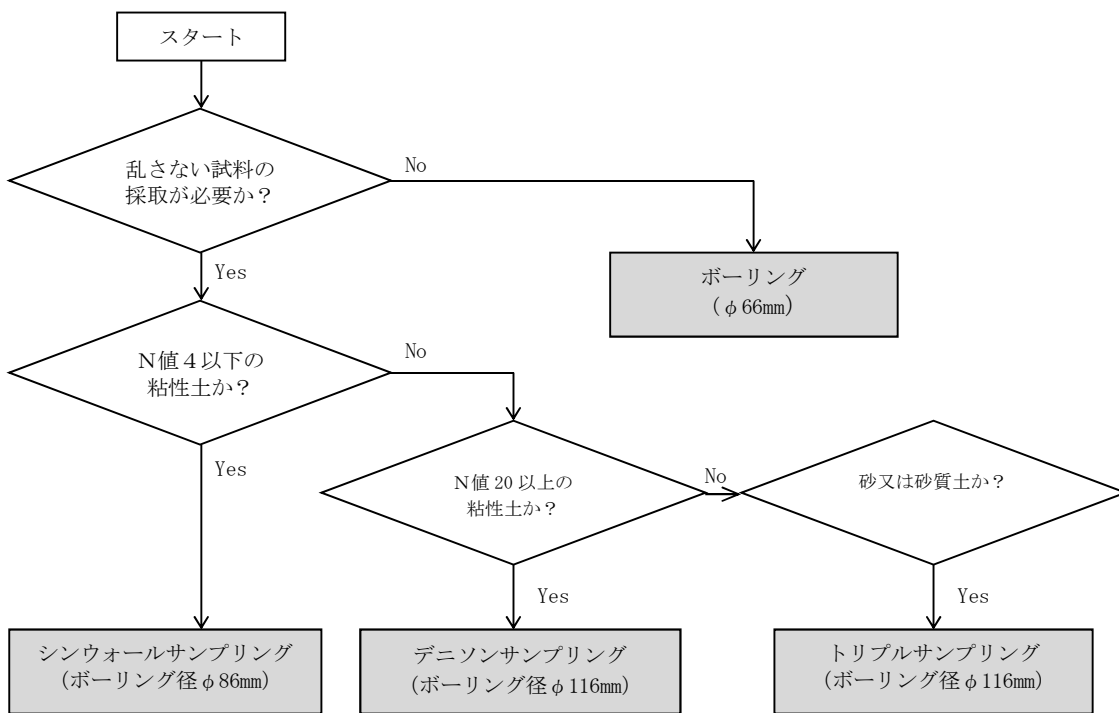 スタート
乱さない試料の
採取が必要か？
No
Yes
ボーリング
（φ66㎜）
N値４以下の
粘性土か？
No
Yes
N値 20 以上の
粘性土か？
No
Yes
砂又は砂質土か？
Yes
シンウォールサンプリング
（ボーリング径φ86㎜）
デニソンサンプリング
（ボーリング径φ116㎜）
トリプルサンプリング
（ボーリング径φ116㎜）